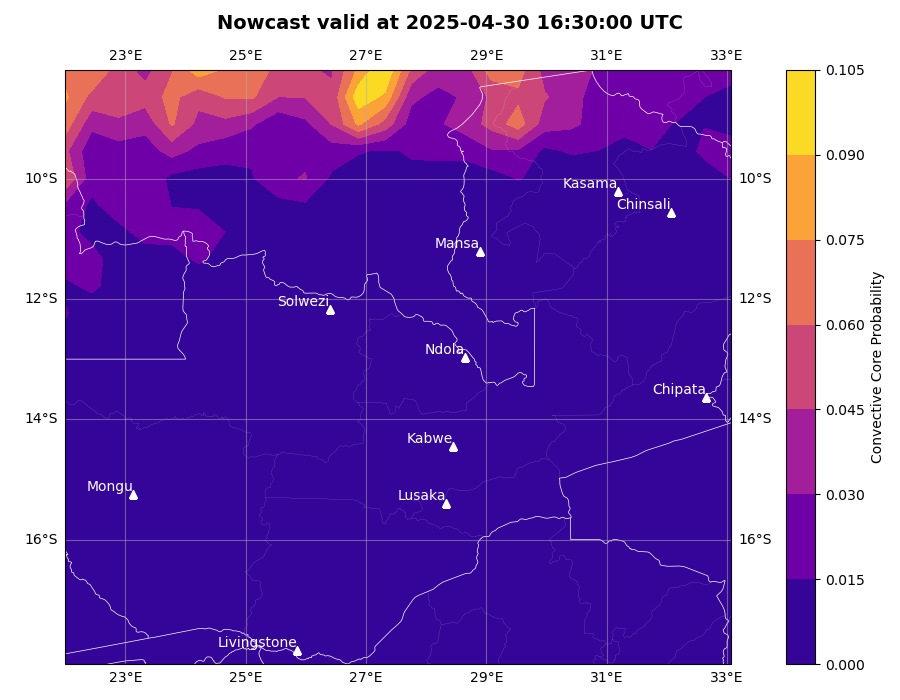 Nowcast valid at 2025-04-30 16:30:00 UTC
23°E 25°E 27°E 29°E 31°E 33°E
0.105
0.090
0.075
0.060
0.045
0.030
0.015
0.000
Convective Core Probability
10°S 10°S
12°S 12°S
14°S 14°S
16°S 16°S
Kasama
Chinsali
Mansa
Solwezi
Ndola
Chipata
Kabwe
Mongu
Lusaka
Livingstone
23°E 25°E 27°E 29°E 31°E 33°E